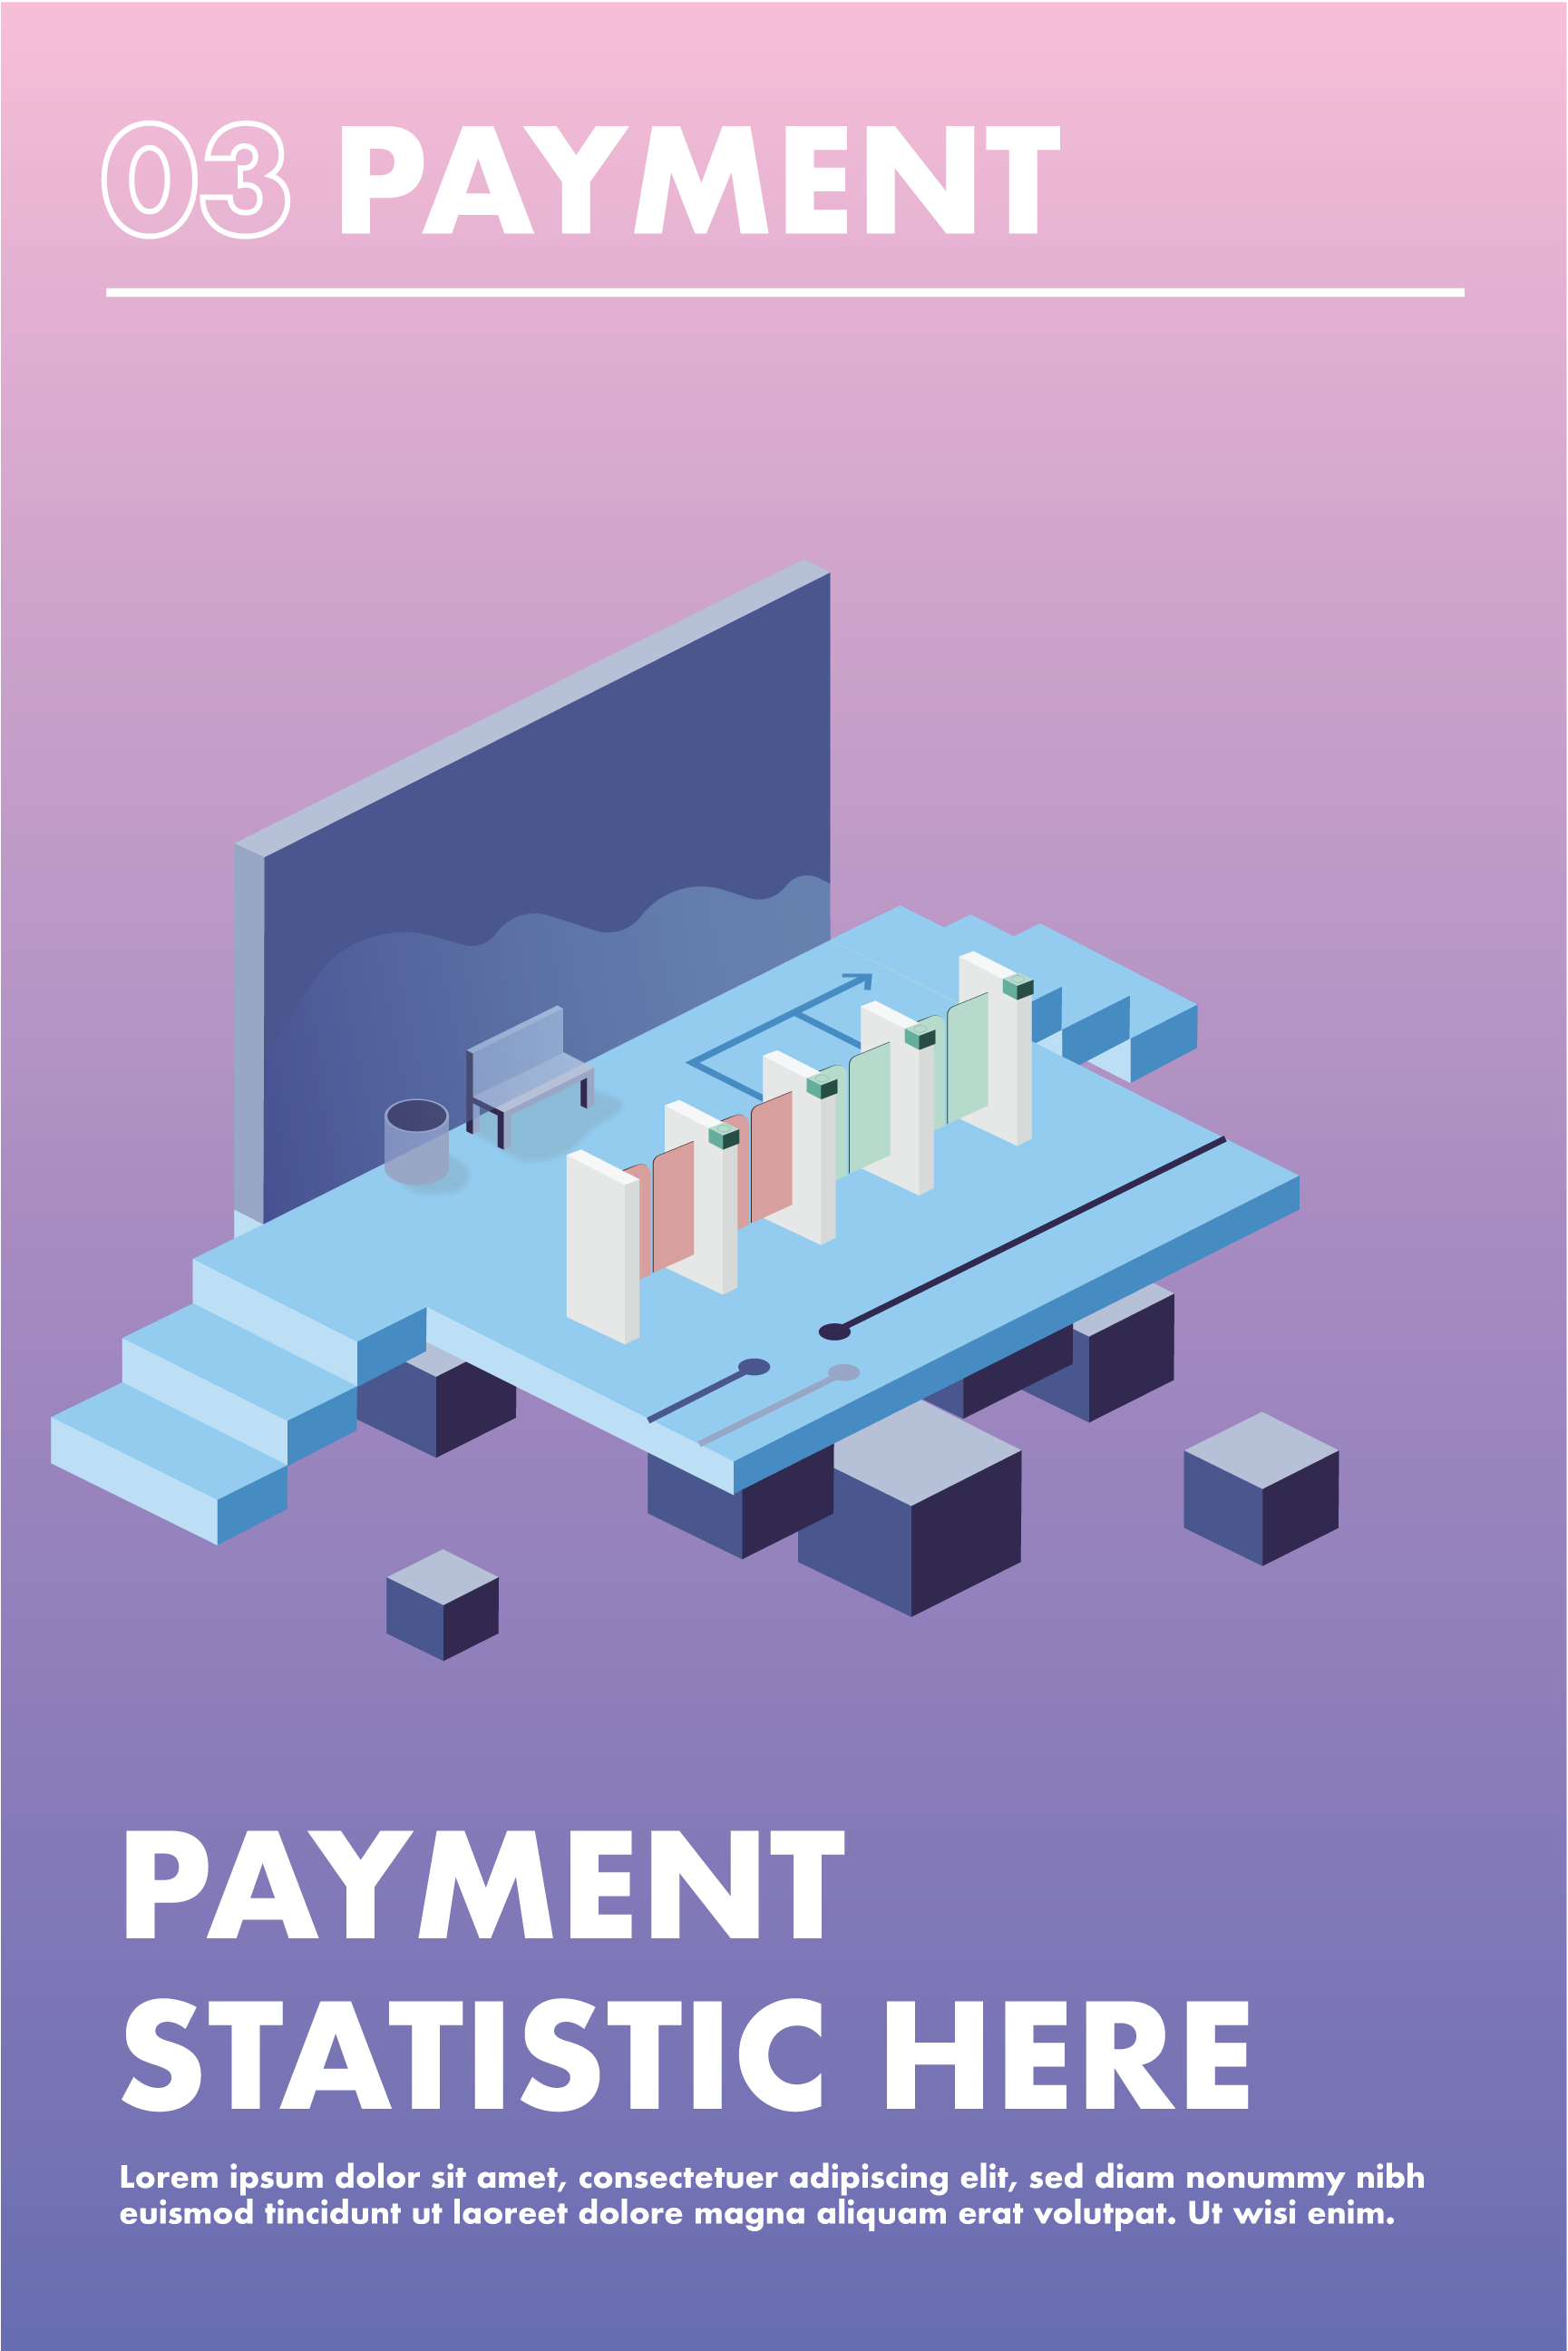 03 PAYMENT
PAYMENT
STATISTIC HERE
Lorem ipsum dolor sit amet, consectetuer adipiscing elit, sed diam nonummy nibh
euismod tincidunt ut laoreet dolore magna aliquam erat volutpat. Ut wisi enim.